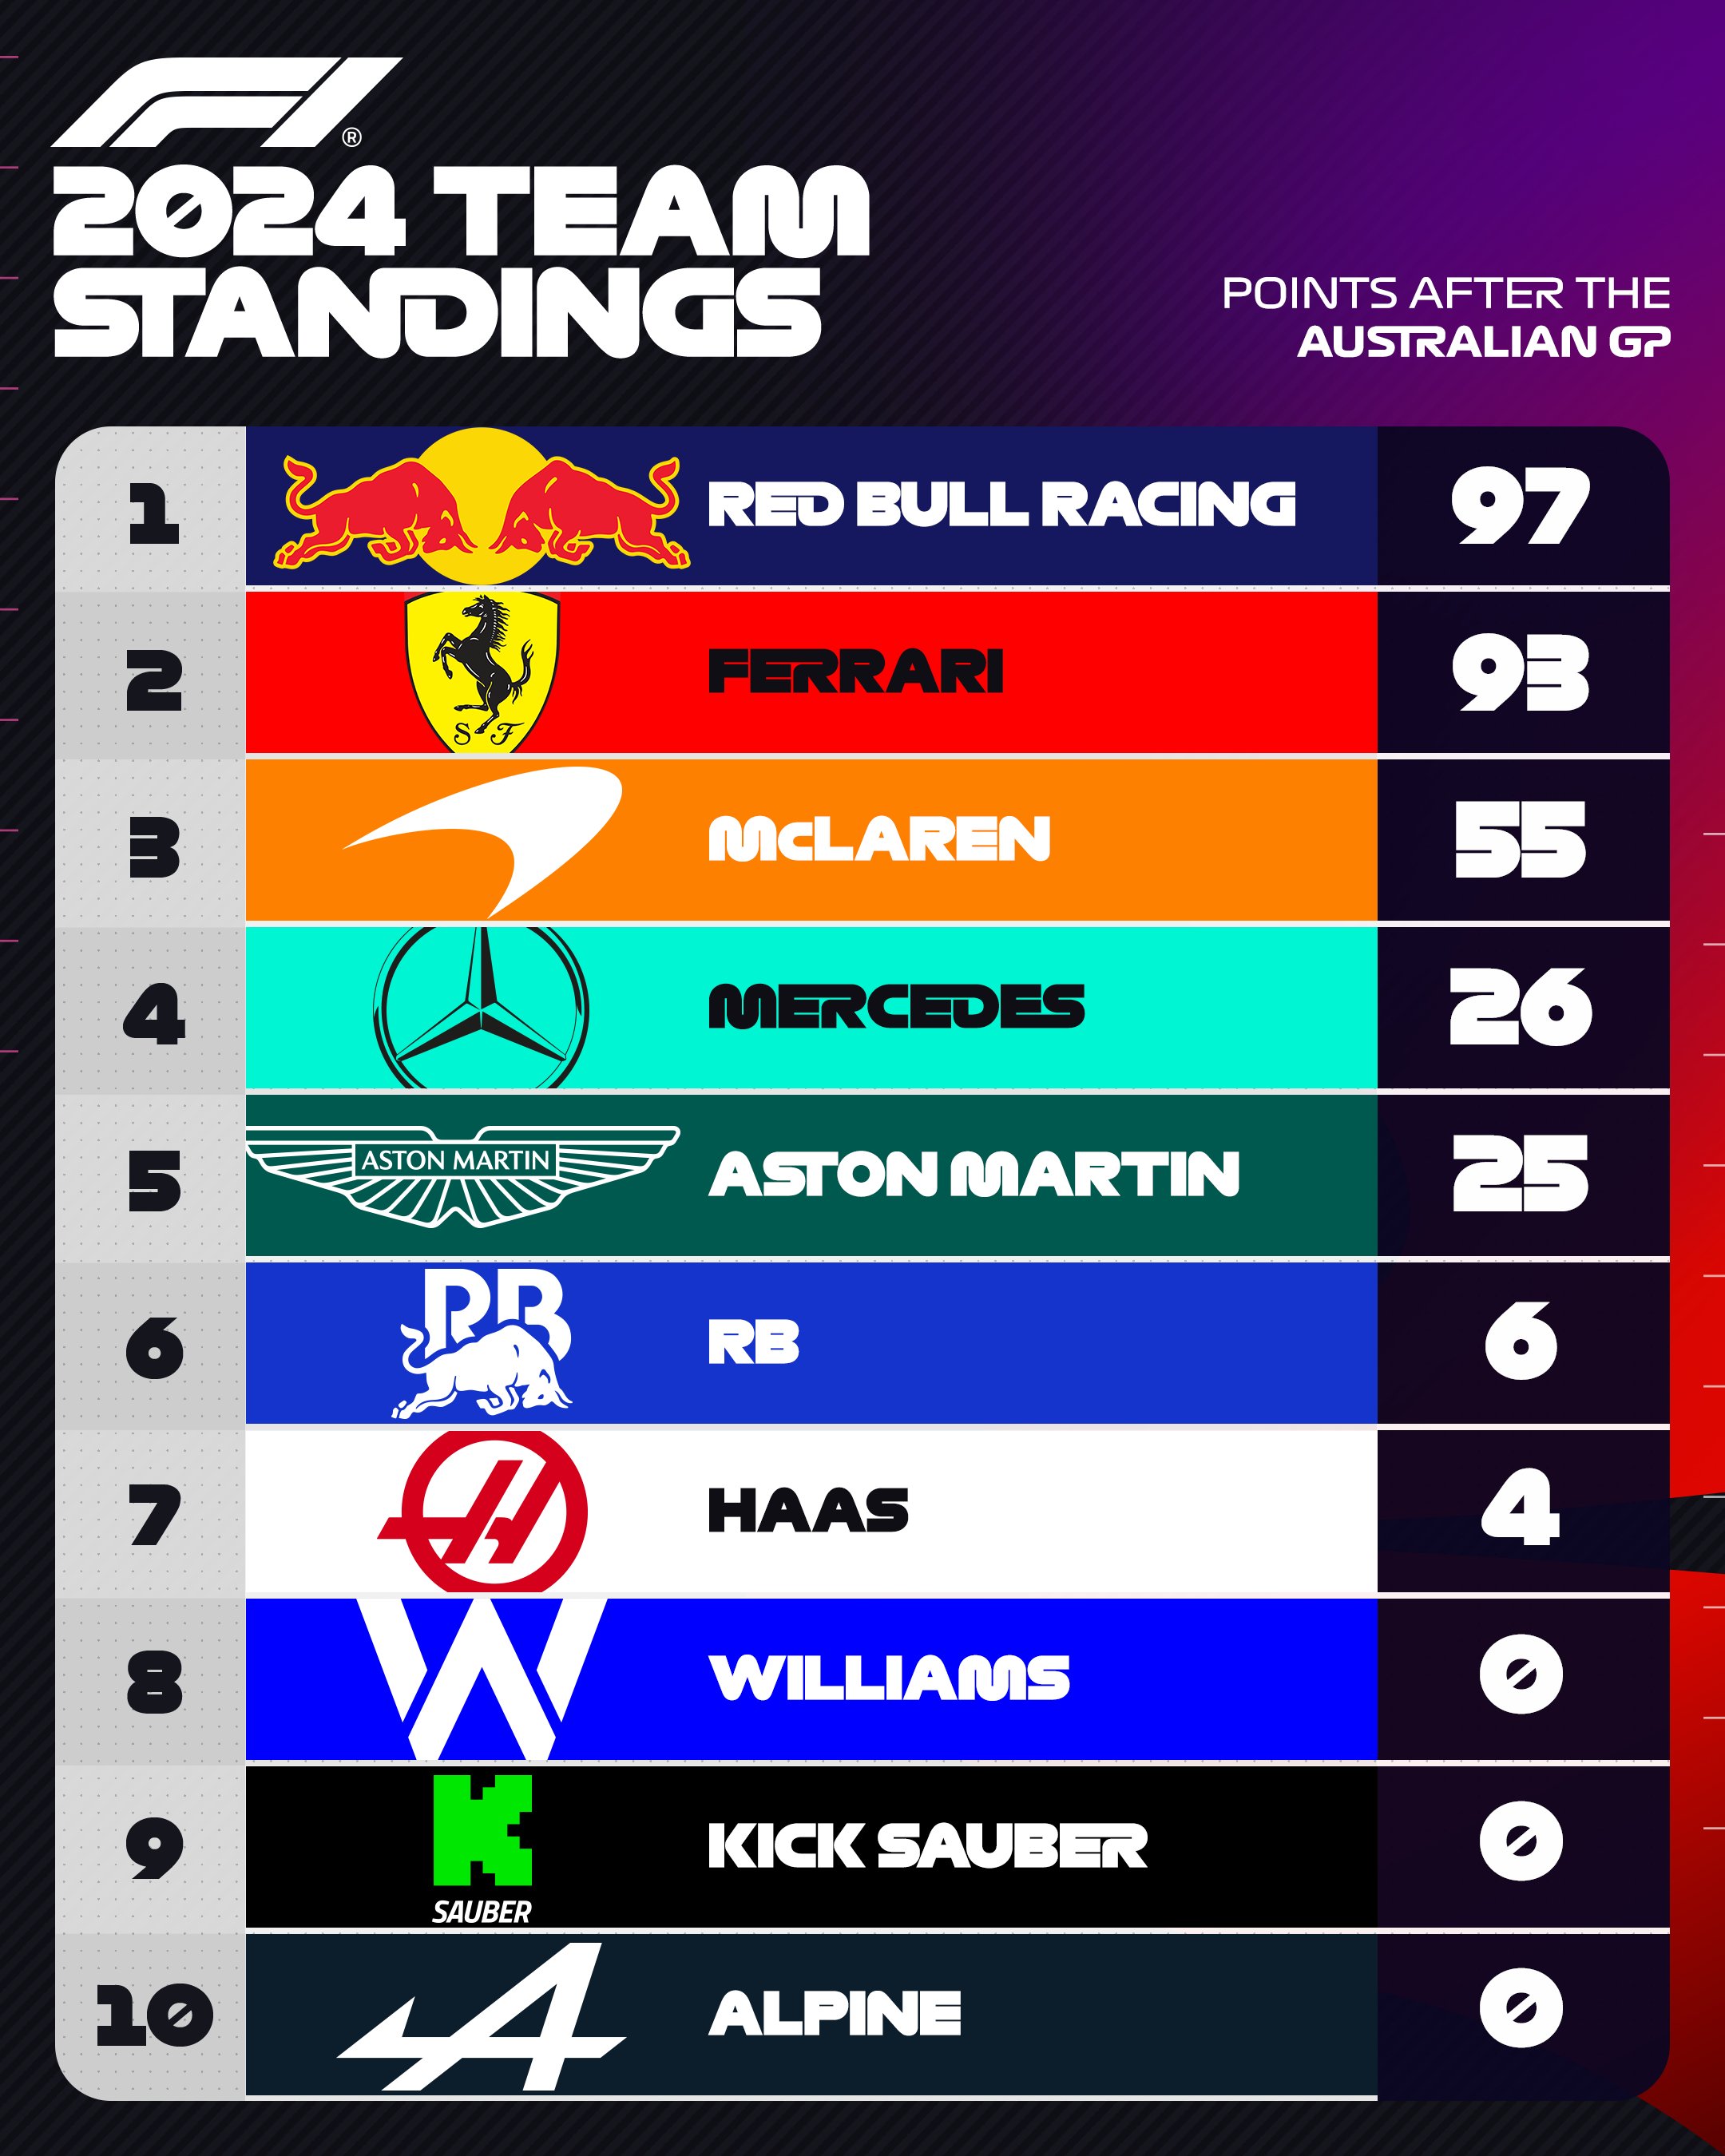 F1®
2024 TEAM
STANDINGS
POINTS AFTER THE
AUSTRALIAN GP
1 RED BULL RACING 97
2 S F FERRARI 93
3 McLAREN 55
4 MERCEDES 26
5 ASTON MARTIN ASTON MARTIN 25
6 RB RB 6
7 H HAAS 4
8 W WILLIAMS 0
9 K SAUBER KICK SAUBER 0
10 A ALPINE 0